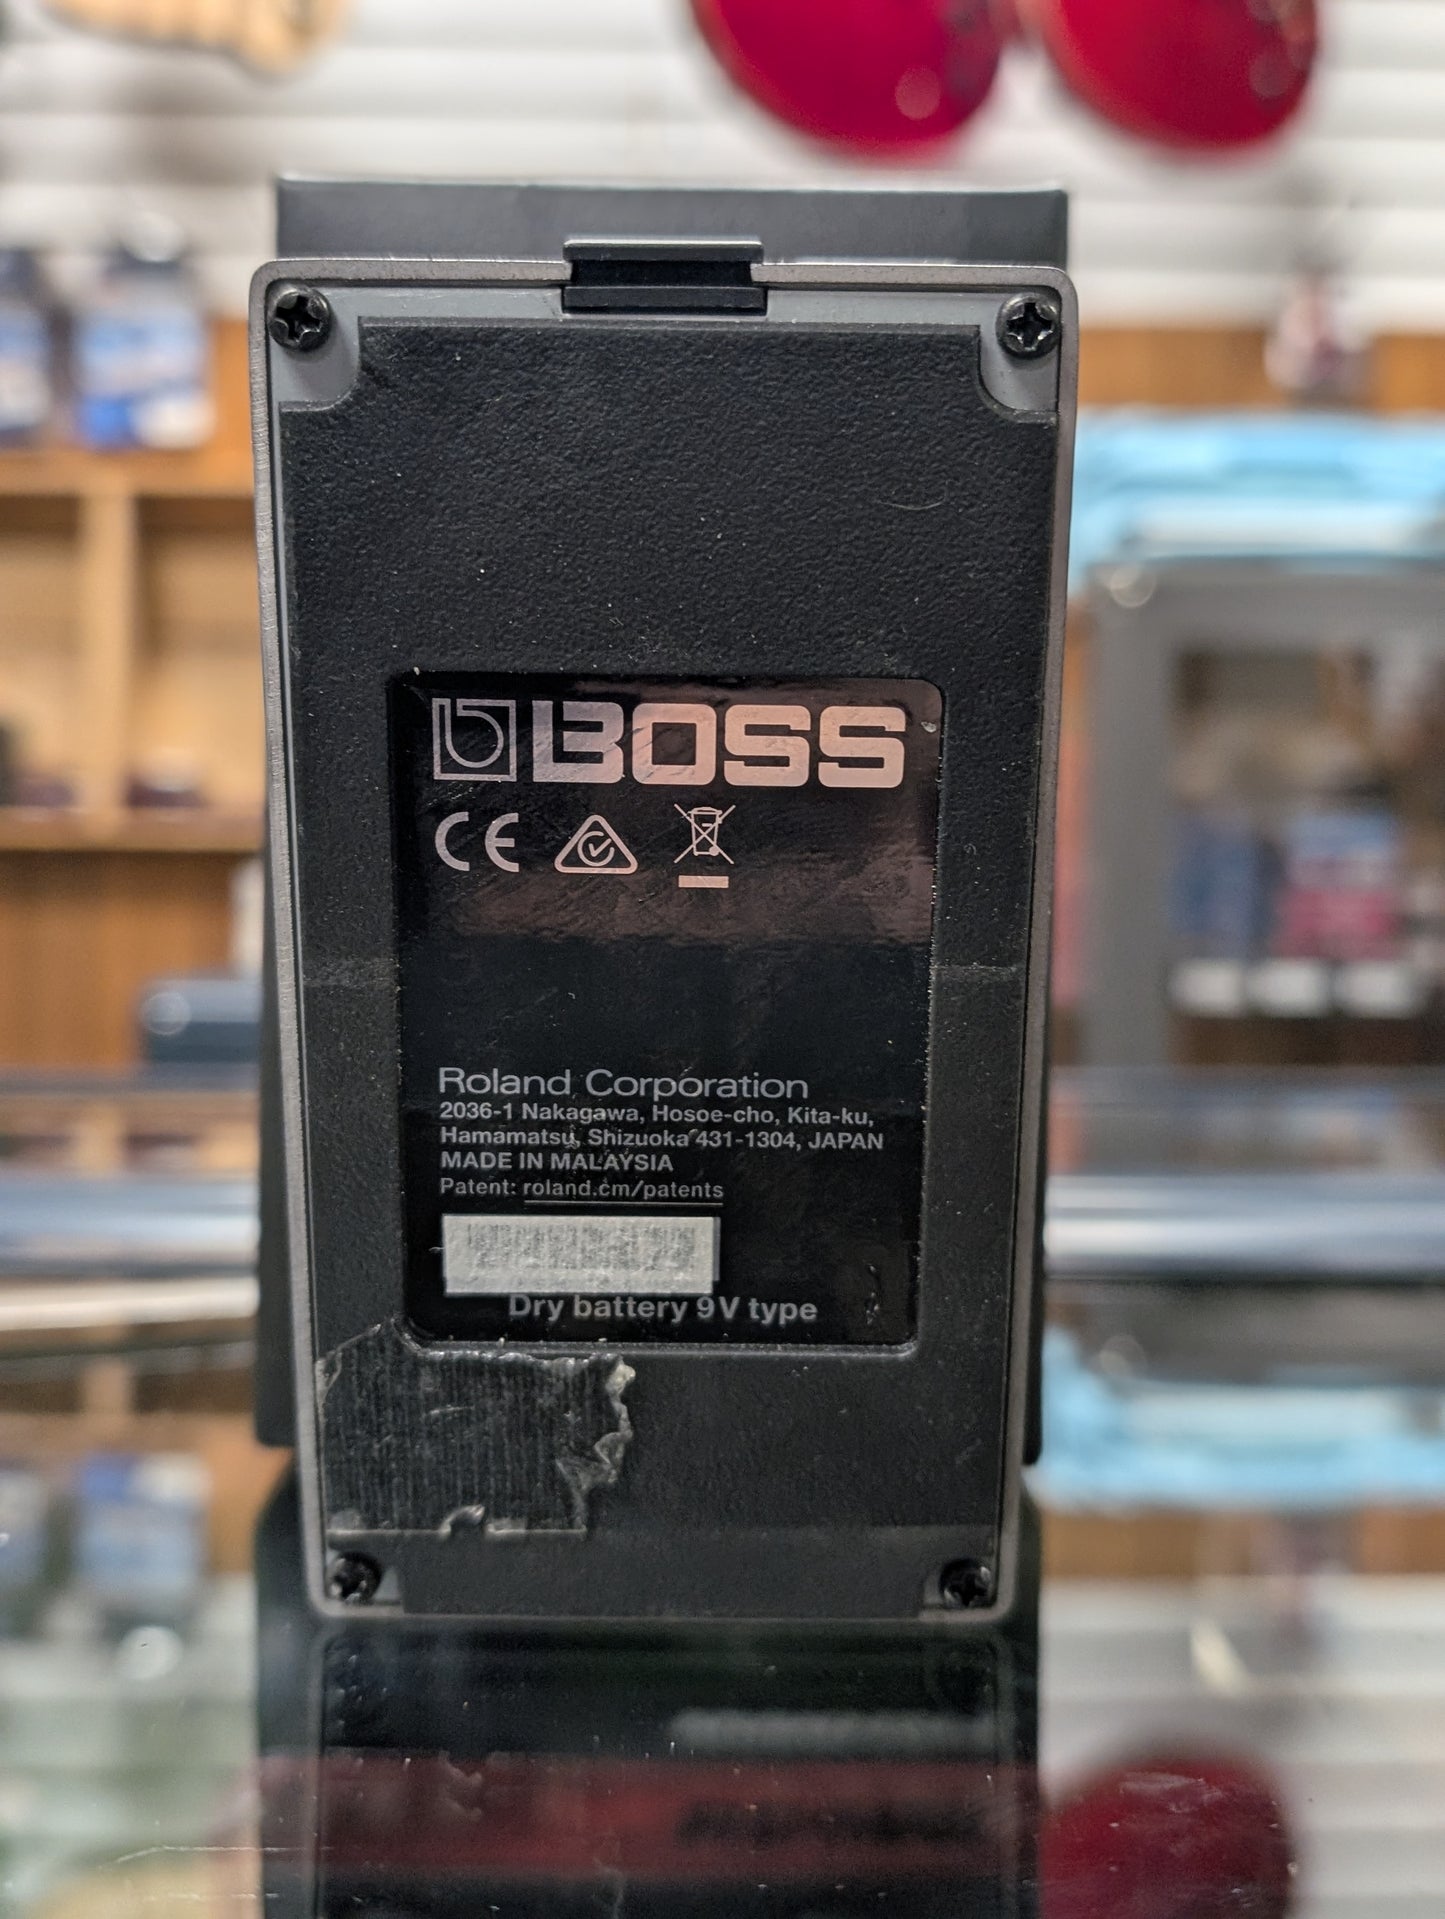 BOSS
CE
Roland Corporation
2036-1 Nakagawa, Hosoe-cho, Kita-ku,
Hamamatsu, Shizuoka 431-1304, JAPAN
MADE IN MALAYSIA
Patent: roland.cm/patents
Dry battery 9V type